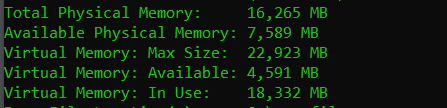 Total Physical Memory:     16,265 MB
Available Physical Memory: 7,589 MB
Virtual Memory: Max Size:  22,923 MB
Virtual Memory: Available: 4,591 MB
Virtual Memory: In Use:    18,332 MB